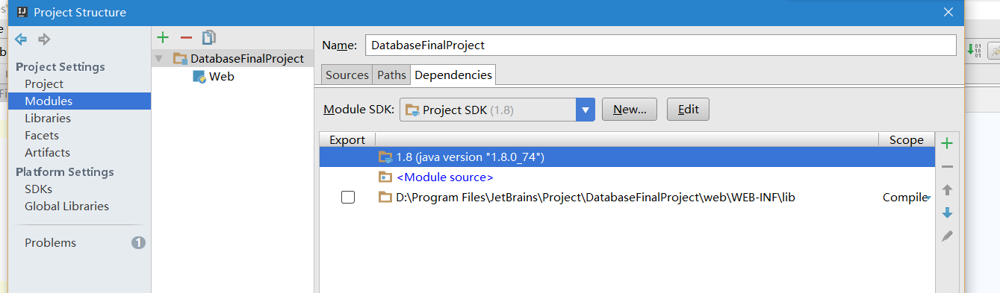 Project Structure
DatabaseFinalProject
Web
Project Settings
Project
Modules
Libraries
Facets
Artifacts
Platform Settings
SDKs
Global Libraries
Problems 1
Name: DatabaseFinalProject
Sources Paths Dependencies
Module SDK: Project SDK (1.8) New... Edit
Export Scope
1.8 (java version "1.8.0_74")
<Module source>
D:\Program Files\JetBrains\Project\DatabaseFinalProject\web\WEB-INF\lib Compile